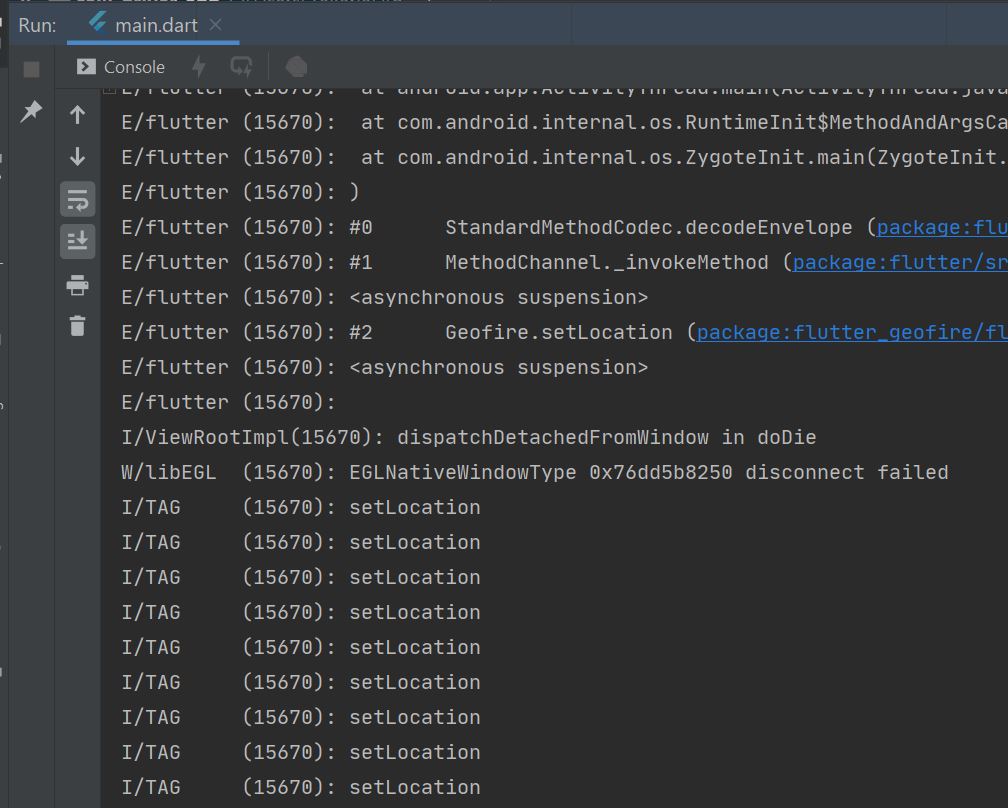 Run: main.dart
Console
E/flutter (15670):  at android.app.ActivityThread.main(ActivityThread.java
E/flutter (15670):  at com.android.internal.os.RuntimeInit$MethodAndArgsCa
E/flutter (15670):  at com.android.internal.os.ZygoteInit.main(ZygoteInit.
E/flutter (15670): )
E/flutter (15670): #0      StandardMethodCodec.decodeEnvelope (package:flu
E/flutter (15670): #1      MethodChannel._invokeMethod (package:flutter/sr
E/flutter (15670): <asynchronous suspension>
E/flutter (15670): #2      Geofire.setLocation (package:flutter_geofire/fl
E/flutter (15670): <asynchronous suspension>
E/flutter (15670):
I/ViewRootImpl(15670): dispatchDetachedFromWindow in doDie
W/libEGL  (15670): EGLNativeWindowType 0x76dd5b8250 disconnect failed
I/TAG     (15670): setLocation
I/TAG     (15670): setLocation
I/TAG     (15670): setLocation
I/TAG     (15670): setLocation
I/TAG     (15670): setLocation
I/TAG     (15670): setLocation
I/TAG     (15670): setLocation
I/TAG     (15670): setLocation
I/TAG     (15670): setLocation